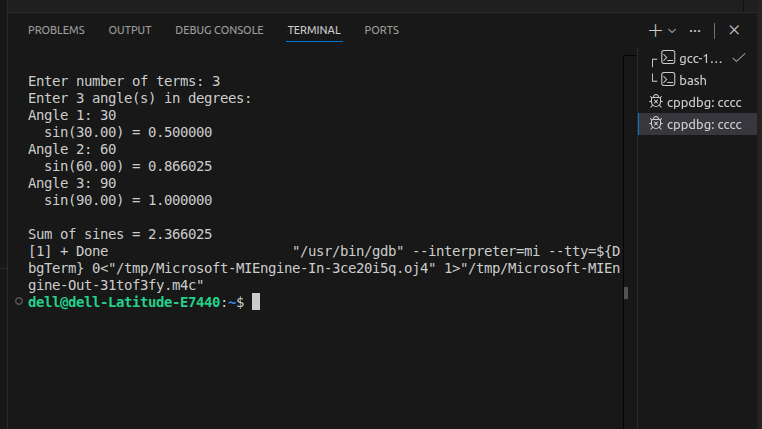 PROBLEMS OUTPUT DEBUG CONSOLE TERMINAL PORTS
gcc-1...
bash
cppdbg: cccc
cppdbg: cccc
Enter number of terms: 3
Enter 3 angle(s) in degrees:
Angle 1: 30
  sin(30.00) = 0.500000
Angle 2: 60
  sin(60.00) = 0.866025
Angle 3: 90
  sin(90.00) = 1.000000
Sum of sines = 2.366025
[1] + Done                       "/usr/bin/gdb" --interpreter=mi --tty=${D
bgTerm} 0<"/tmp/Microsoft-MIEngine-In-3ce20i5q.oj4" 1>"/tmp/Microsoft-MIEn
gine-Out-31tof3fy.m4c"
dell@dell-Latitude-E7440:~$